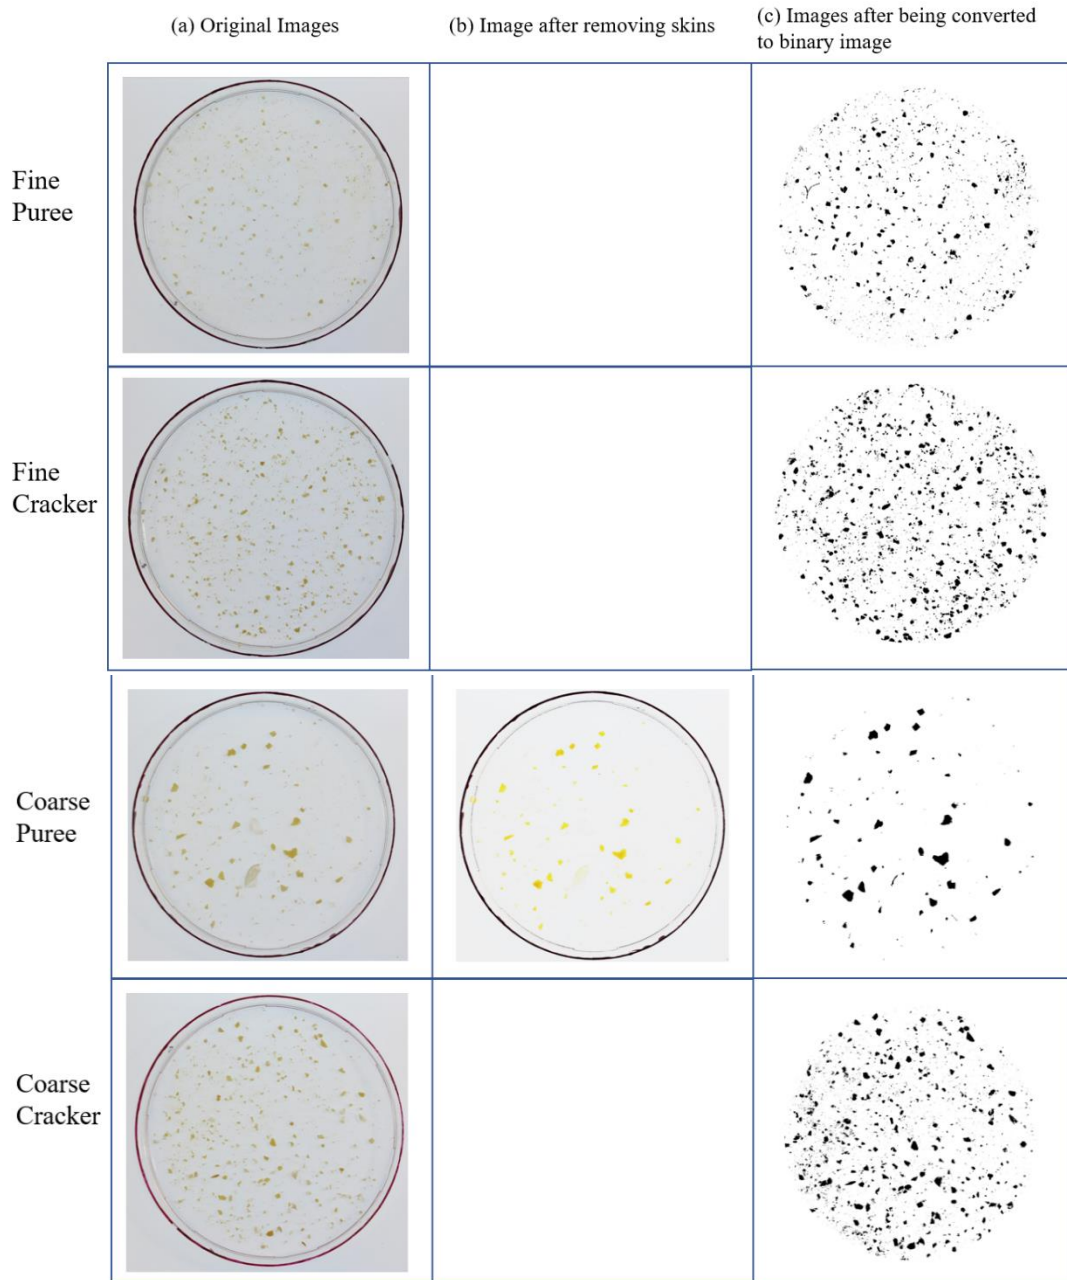 (a) Original Images
(b) Image after removing skins
(c) Images after being converted
to binary image
Fine
Puree
Fine
Cracker
Coarse
Puree
Coarse
Cracker